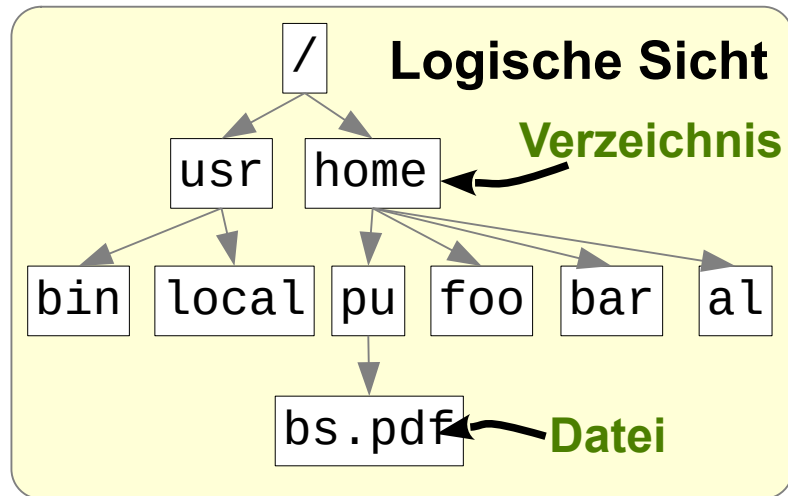 /
Logische Sicht
Verzeichnis
usr home
bin local pu foo bar al
bs.pdf
Datei